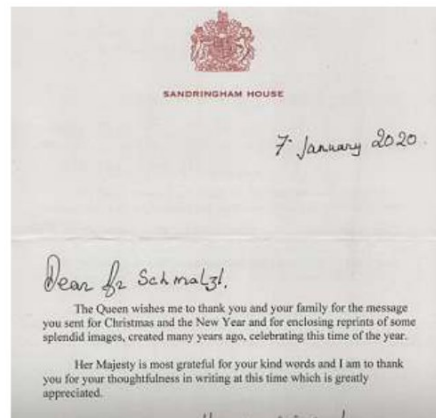 SANDRINGHAM HOUSE
7 January 2020.
Dear Schmalzl.
The Queen wishes me to thank you and your family for the message
you sent for Christmas and the New Year and for enclosing reprints of some
splendid images, created many years ago, celebrating this time of the year.
Her Majesty is most grateful for your kind words and I am to thank
you for your thoughtfulness in writing at this time which is greatly
appreciated.